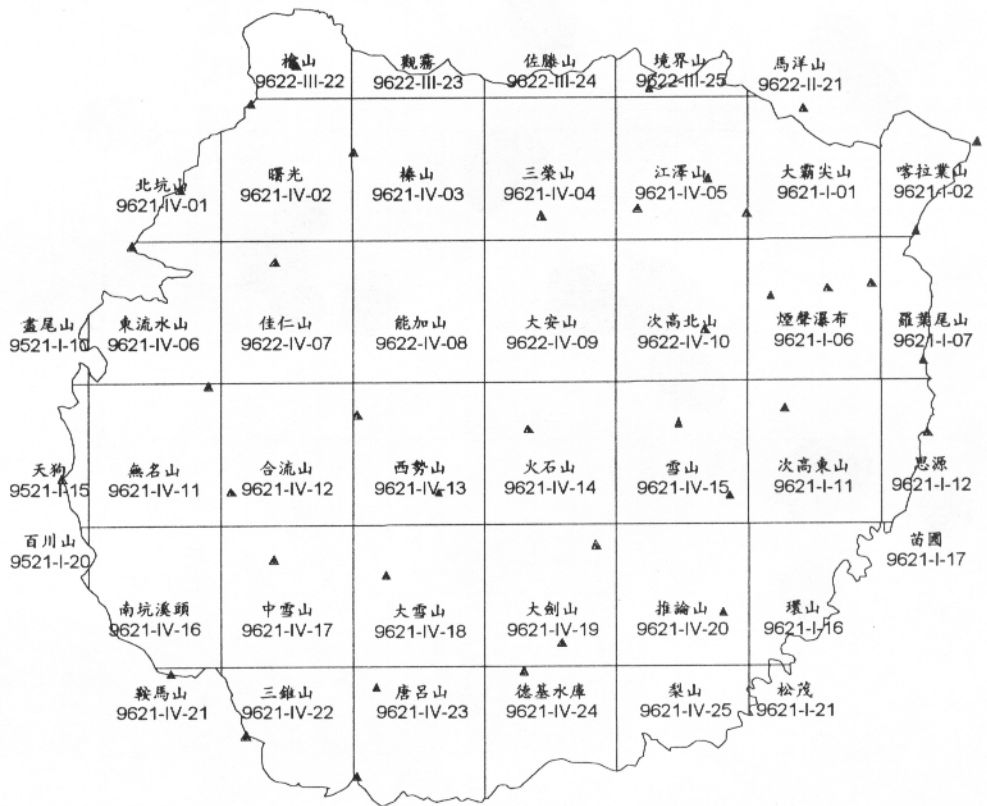 檜山
9622-III-22
觀霧
9622-III-23
佐藤山
9622-III-24
境界山
9622-III-25
馬洋山
9622-II-21
北坑山
9621-IV-01
曙光
9621-IV-02
榛山
9621-IV-03
三榮山
9621-IV-04
江澤山
9621-IV-05
大霸尖山
9621-I-01
喀拉業山
9621-I-02
盡尾山
9521-I-10
東流水山
9621-IV-06
佳仁山
9622-IV-07
能加山
9622-IV-08
大安山
9622-IV-09
次高北山
9622-IV-10
煙聲瀑布
9621-I-06
羅葉尾山
9621-I-07
天狗
9521-I-15
無名山
9621-IV-11
合流山
9621-IV-12
西勢山
9621-IV-13
火石山
9621-IV-14
雪山
9621-IV-15
次高東山
9621-I-11
思源
9621-I-12
百川山
9521-I-20
苗圃
9621-I-17
南坑溪頭
9621-IV-16
中雪山
9621-IV-17
大雪山
9621-IV-18
大劍山
9621-IV-19
推論山
9621-IV-20
環山
9621-I-16
鞍馬山
9621-IV-21
三錐山
9621-IV-22
唐呂山
9621-IV-23
德基水庫
9621-IV-24
梨山
9621-IV-25
松茂
9621-I-21